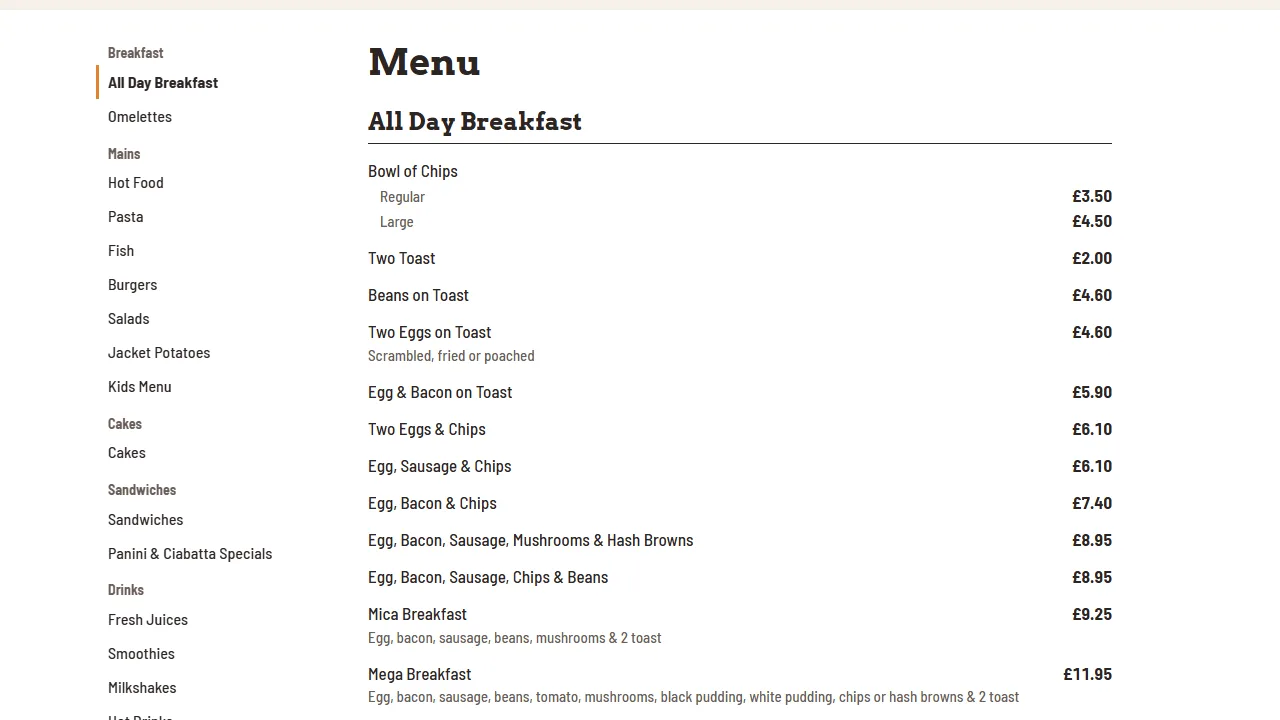 Breakfast
All Day Breakfast
Omelettes
Mains
Hot Food
Pasta
Fish
Burgers
Salads
Jacket Potatoes
Kids Menu
Cakes
Cakes
Sandwiches
Sandwiches
Panini & Ciabatta Specials
Drinks
Fresh Juices
Smoothies
Milkshakes
Hot Drinks
Menu
All Day Breakfast
Bowl of Chips
Regular £3.50
Large £4.50
Two Toast £2.00
Beans on Toast £4.60
Two Eggs on Toast £4.60
Scrambled, fried or poached
Egg & Bacon on Toast £5.90
Two Eggs & Chips £6.10
Egg, Sausage & Chips £6.10
Egg, Bacon & Chips £7.40
Egg, Bacon, Sausage, Mushrooms & Hash Browns £8.95
Egg, Bacon, Sausage, Chips & Beans £8.95
Mica Breakfast £9.25
Egg, bacon, sausage, beans, mushrooms & 2 toast
Mega Breakfast £11.95
Egg, bacon, sausage, beans, tomato, mushrooms, black pudding, white pudding, chips or hash browns & 2 toast